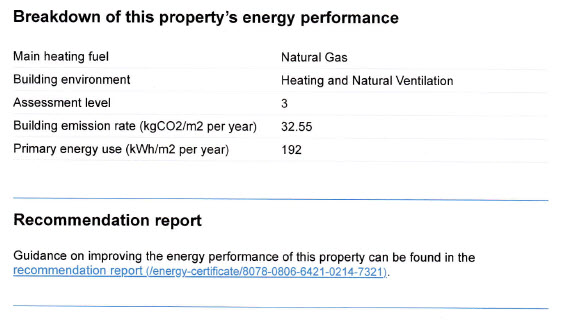 Breakdown of this property's energy performance
Main heating fuel Natural Gas
Building environment Heating and Natural Ventilation
Assessment level 3
Building emission rate (kgCO2/m2 per year) 32.55
Primary energy use (kWh/m2 per year) 192
Recommendation report
Guidance on improving the energy performance of this property can be found in the
recommendation report (/energy-certificate/8078-0806-6421-0214-7321).